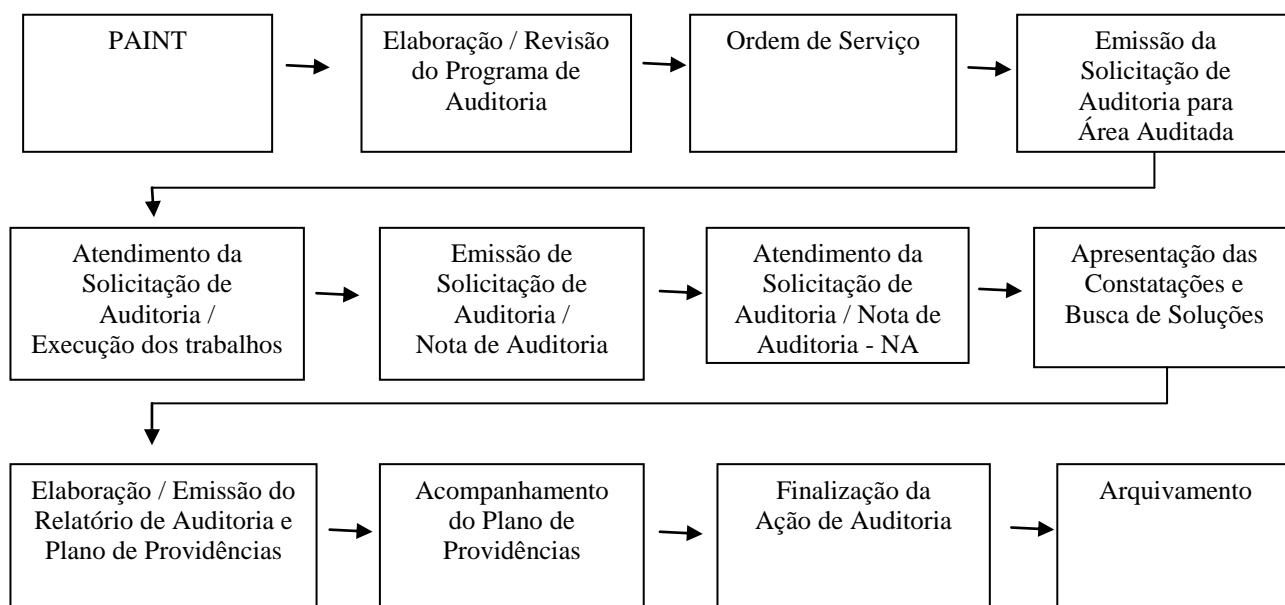 PAINT
Elaboração / Revisão
do Programa de
Auditoria
Ordem de Serviço
Emissão da
Solicitação de
Auditoria para
Área Auditada
Atendimento da
Solicitação de
Auditoria /
Execução dos trabalhos
Emissão de
Solicitação de
Auditoria /
Nota de Auditoria
Atendimento da
Solicitação de
Auditoria / Nota de
Auditoria - NA
Apresentação das
Constatações e
Busca de Soluções
Elaboração / Emissão do
Relatório de Auditoria e
Plano de Providências
Acompanhamento
do Plano de
Providências
Finalização da
Ação de Auditoria
Arquivamento